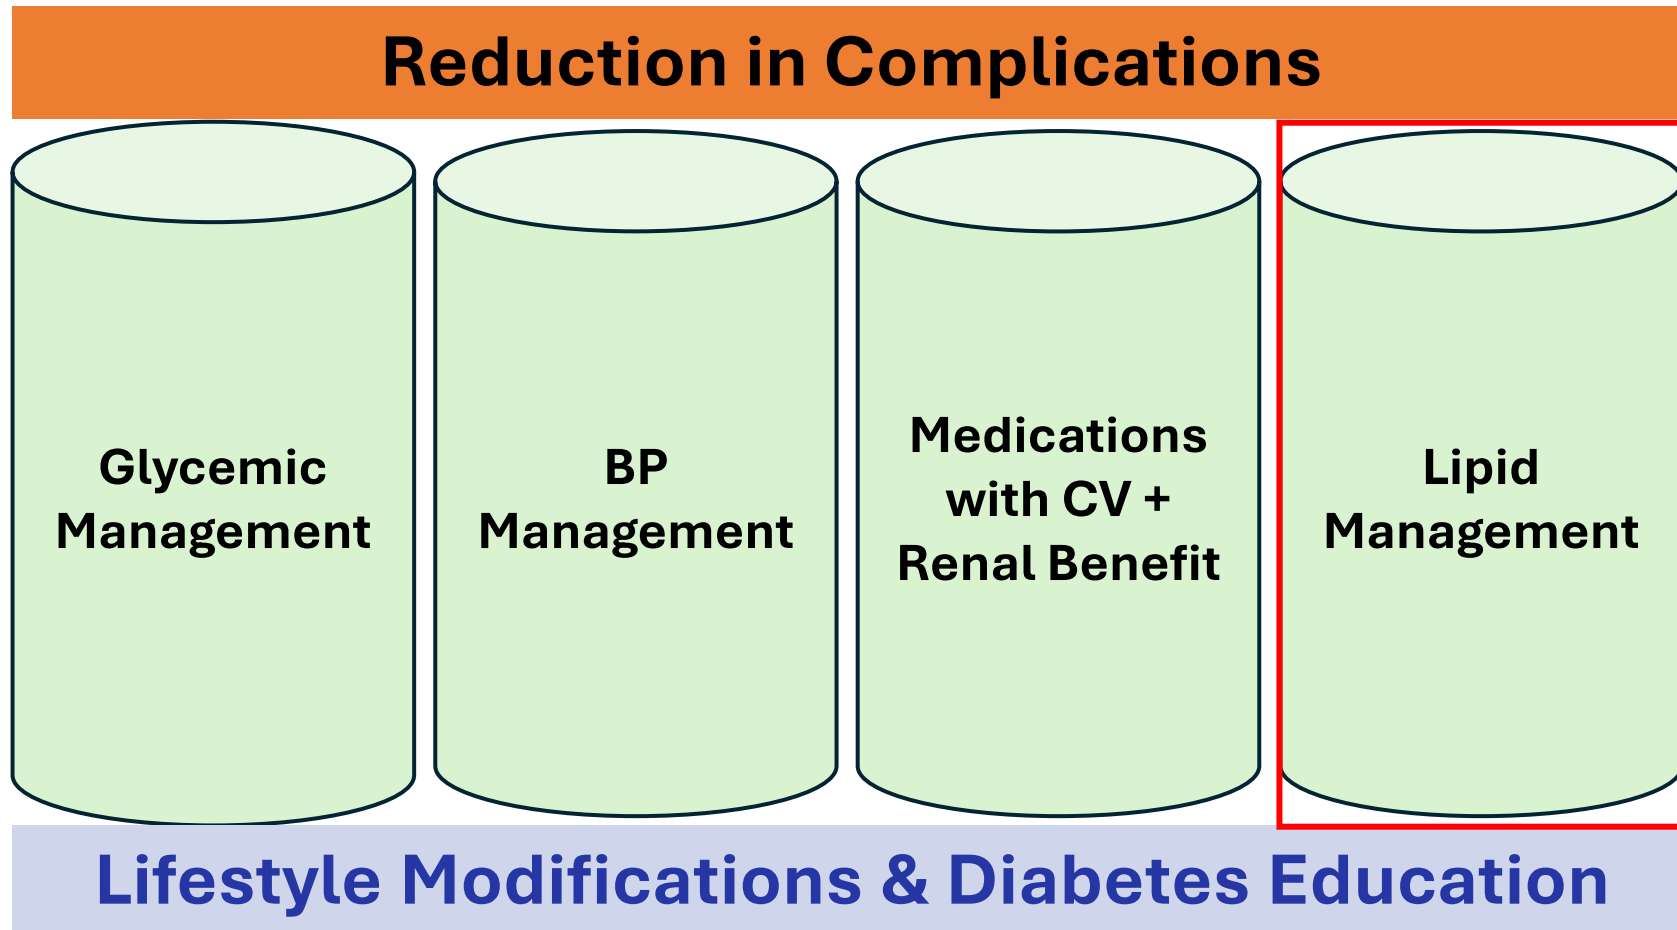 Reduction in Complications
Glycemic
Management
BP
Management
Medications
with CV +
Renal Benefit
Lipid
Management
Lifestyle Modifications & Diabetes Education